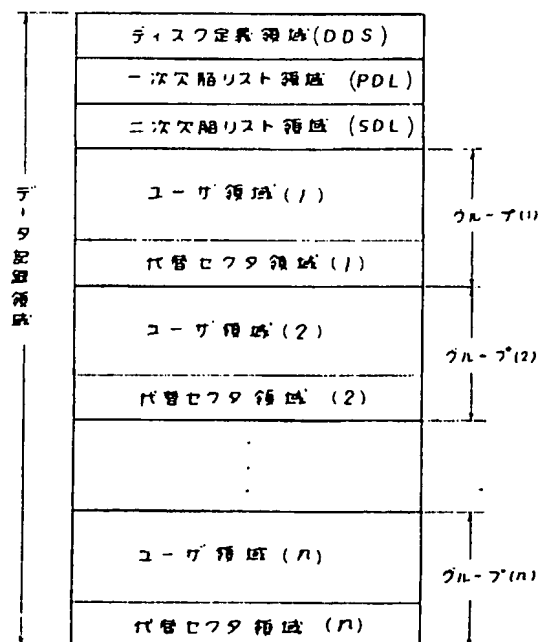 ディスク定義領域(DDS)
一次欠陥リスト領域 (PDL)
二次欠陥リスト領域 (SDL)
ユーザ領域(1)
代替セクタ領域(1)
グループ(1)
データ記録領域
ユーザ領域(2)
代替セクタ領域 (2)
グループ(2)
ユーザ領域(n)
代替セクタ領域(n)
グループ(n)